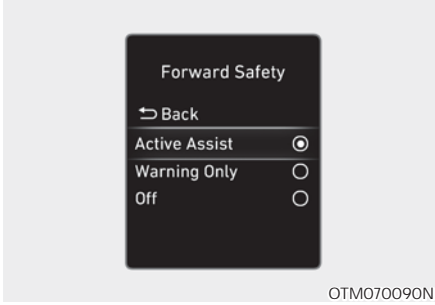 Forward Safety
Back
Active Assist
Warning Only
Off
OTM070090N